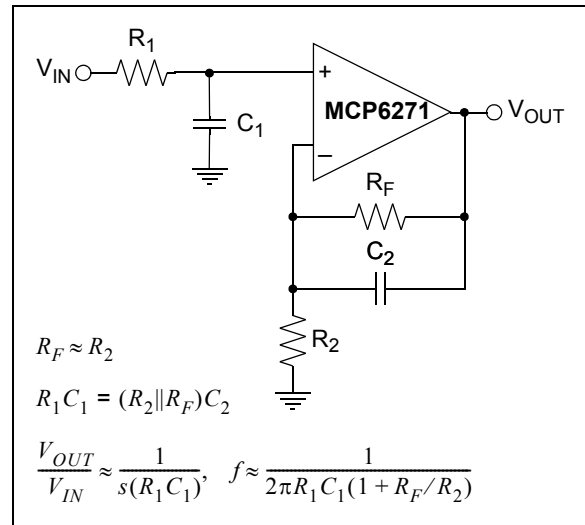 R1
VIN
+
MCP6271
VOUT
C1
–
RF
C2
R2
RF ≈ R2
R1C1 = (R2||RF)C2
VOUT/VIN ≈ 1/s(R1C1), f ≈ 1/2πR1C1(1 + RF/R2)